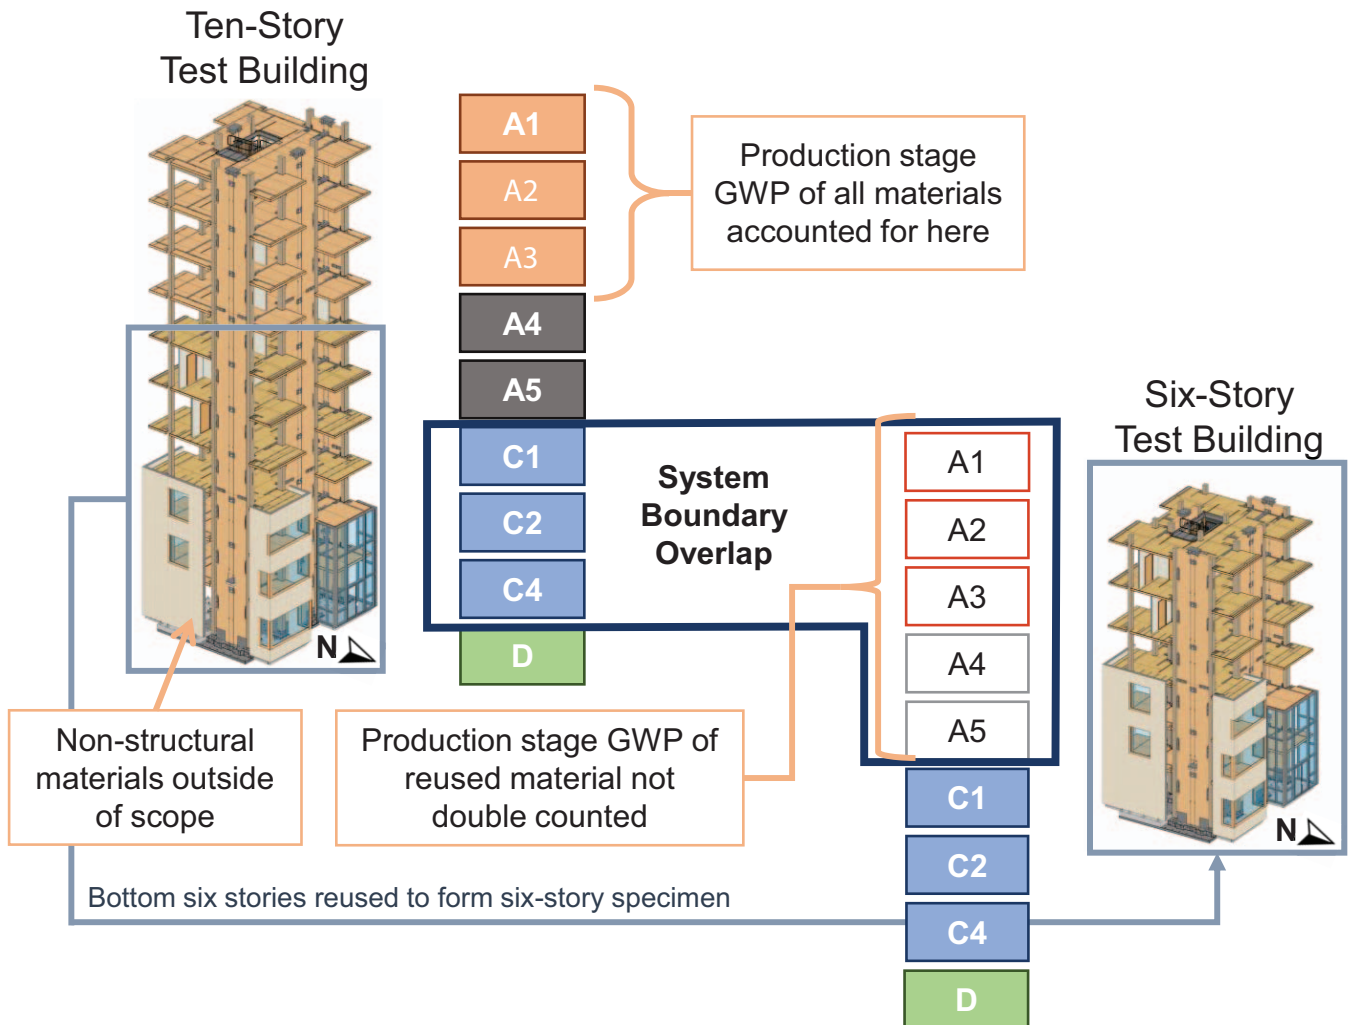 Ten-Story
Test Building
A1
A2
A3
A4
A5
C1
C2
C4
D
Production stage
GWP of all materials
accounted for here
System
Boundary
Overlap
A1
A2
A3
A4
A5
C1
C2
C4
D
Six-Story
Test Building
N
N
Non-structural
materials outside
of scope
Production stage GWP of
reused material not
double counted
Bottom six stories reused to form six-story specimen